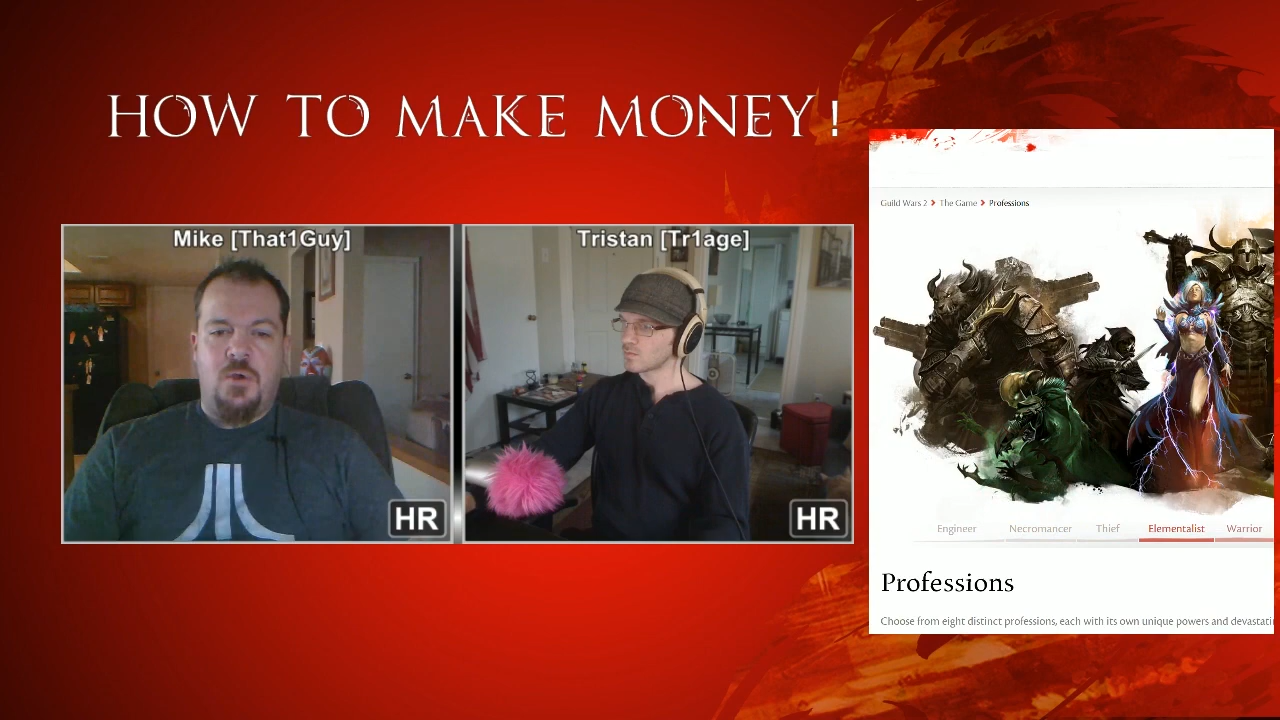 HOW TO MAKE MONEY!
Mike [That1Guy]
Tristan [Tr1age]
HR
HR
Guild Wars 2 > The Game > Professions
Engineer Necromancer Thief Elementalist Warrior
Professions
Choose from eight distinct professions, each with its own unique powers and devastati